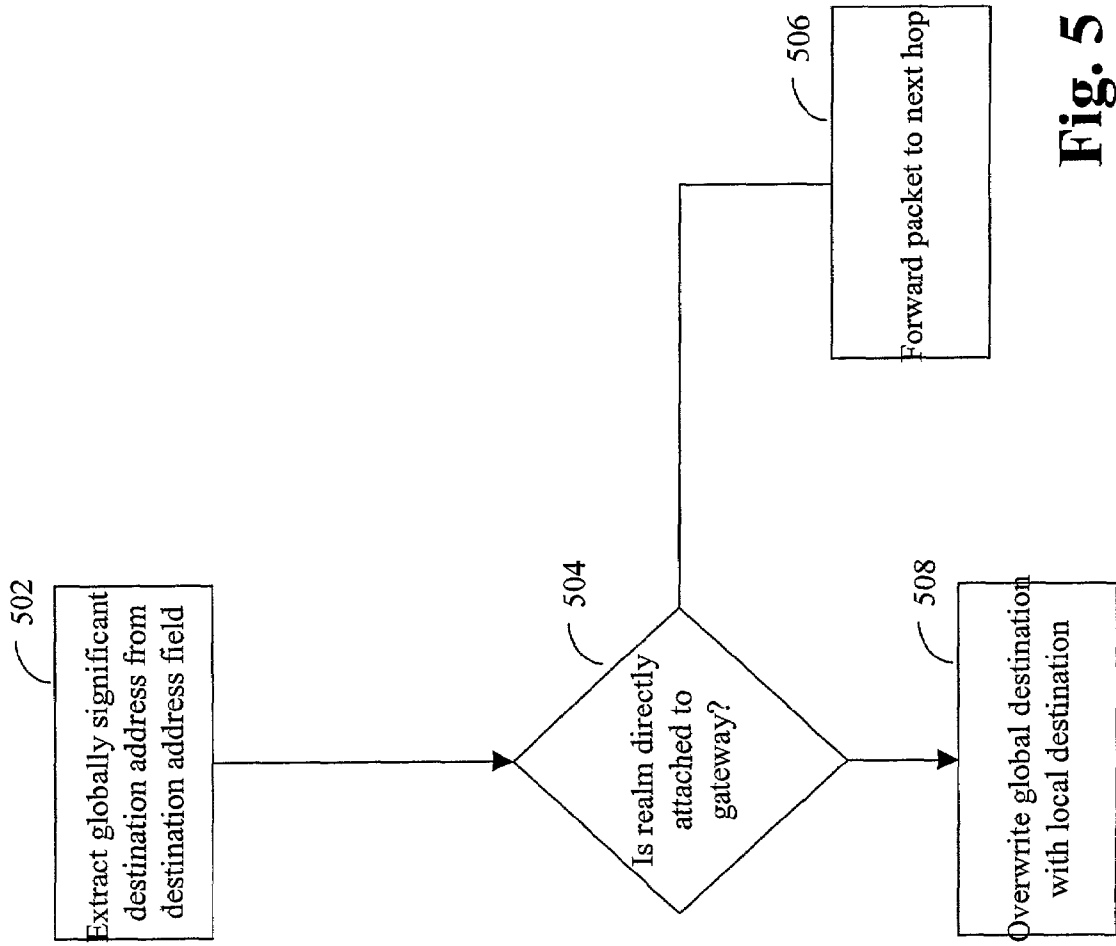 502
Extract globally significant
destination address from
destination address field
504
Is realm directly
attached to
gateway?
506
Forward packet to next hop
508
Overwrite global destination
with local destination
Fig. 5